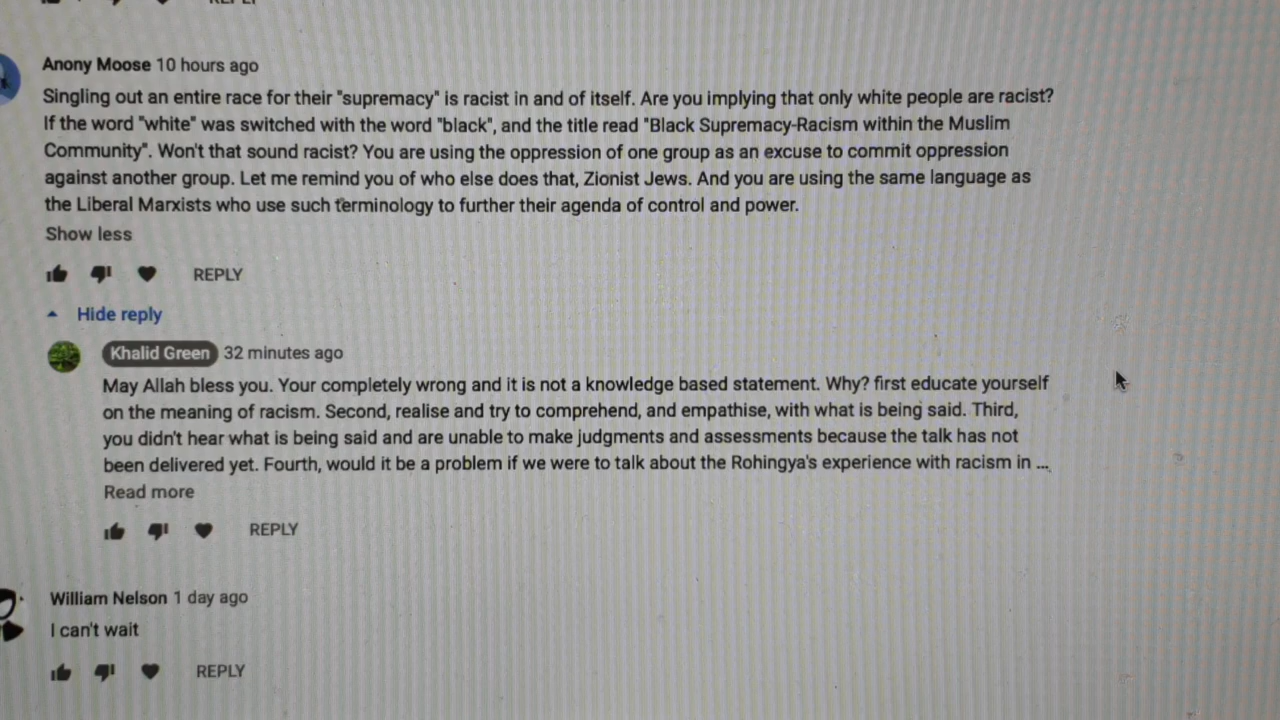 Anony Moose 10 hours ago
Singling out an entire race for their "supremacy" is racist in and of itself. Are you implying that only white people are racist?
If the word "white" was switched with the word "black", and the title read "Black Supremacy-Racism within the Muslim
Community". Won't that sound racist? You are using the oppression of one group as an excuse to commit oppression
against another group. Let me remind you of who else does that, Zionist Jews. And you are using the same language as
the Liberal Marxists who use such terminology to further their agenda of control and power.
Show less
REPLY
Hide reply
Khalid Green 32 minutes ago
May Allah bless you. Your completely wrong and it is not a knowledge based statement. Why? first educate yourself
on the meaning of racism. Second, realise and try to comprehend, and empathise, with what is being said. Third,
you didn't hear what is being said and are unable to make judgments and assessments because the talk has not
been delivered yet. Fourth, would it be a problem if we were to talk about the Rohingya's experience with racism in ...
Read more
REPLY
William Nelson 1 day ago
I can't wait
REPLY